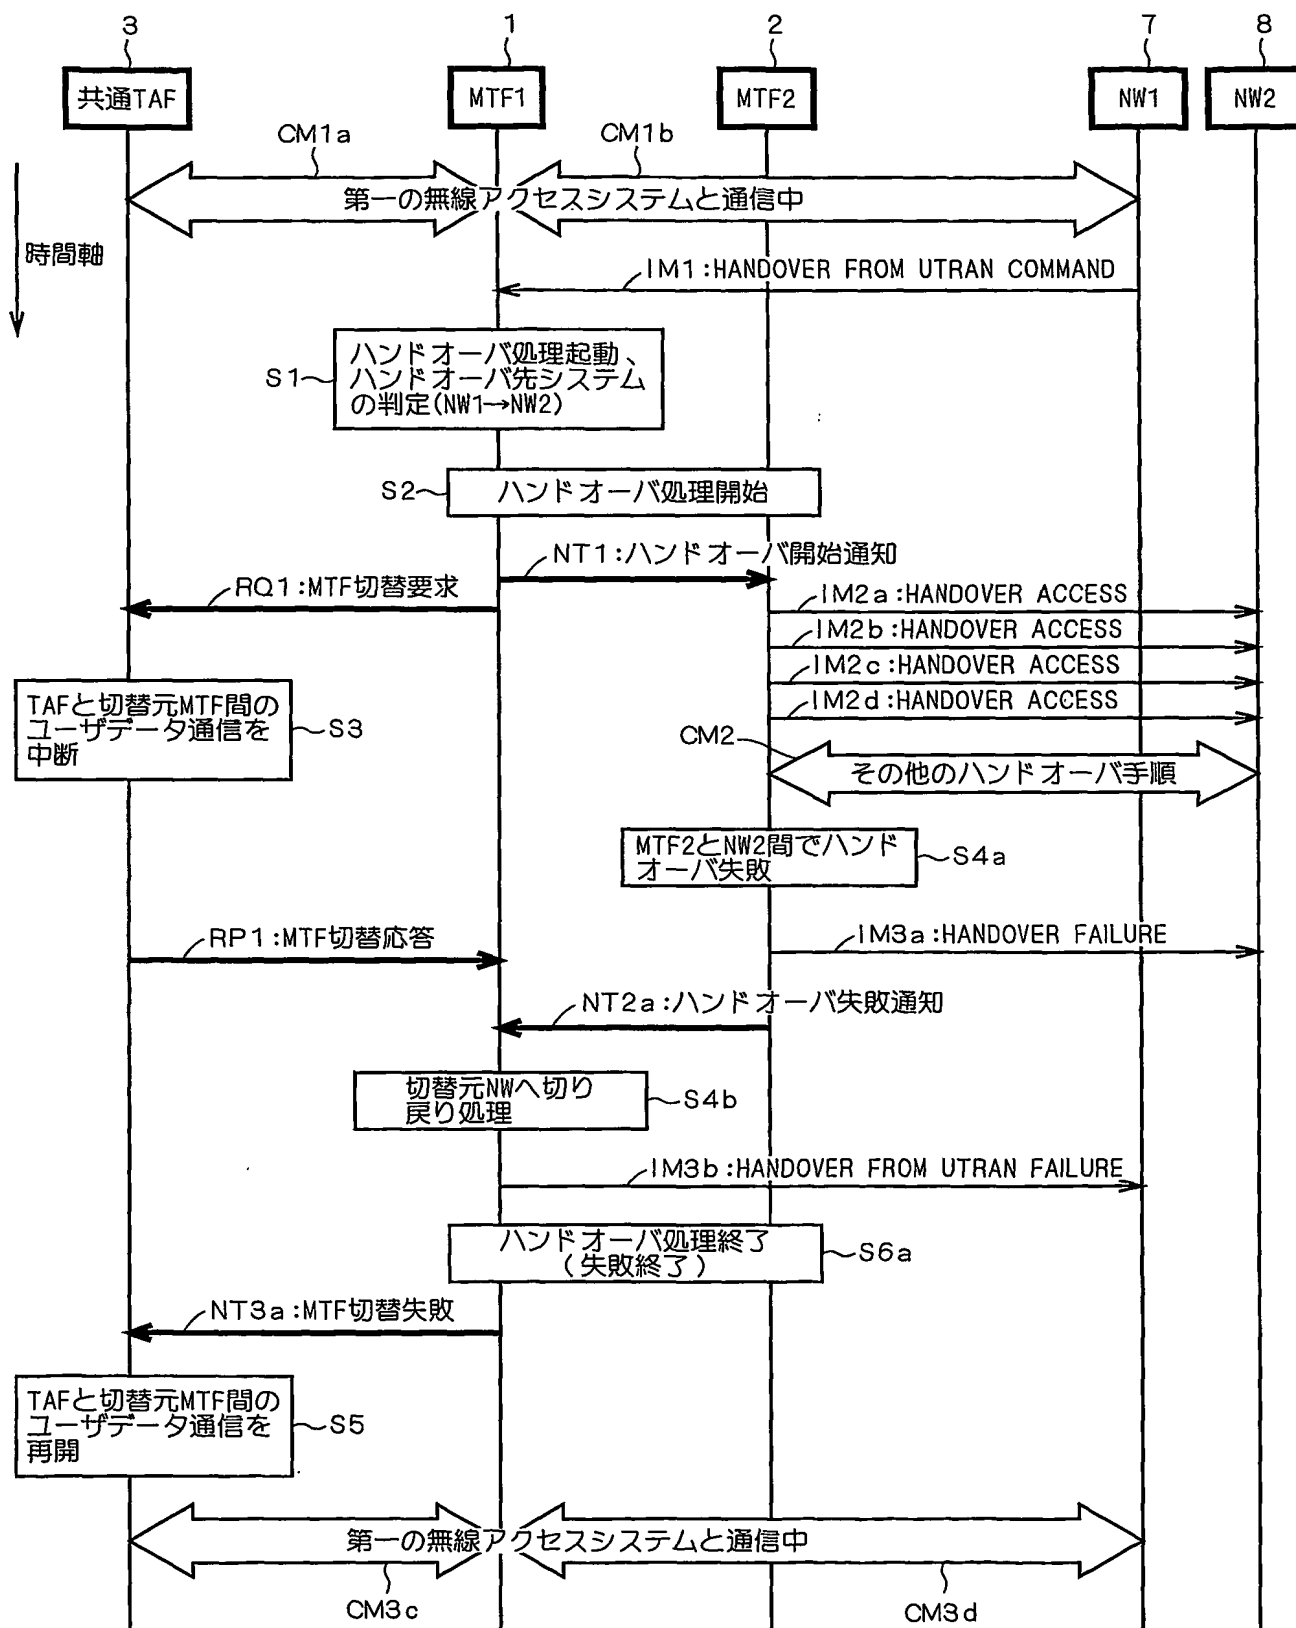 3
1
2
7
8
共通TAF
MTF1
MTF2
NW1
NW2
CM1a
CM1b
第一の無線アクセスシステムと通信中
時間軸
IM1:HANDOVER FROM UTRAN COMMAND
S1
ハンドオーバ処理起動、
ハンドオーバ先システム
の判定(NW1→NW2)
S2
ハンドオーバ処理開始
NT1:ハンドオーバ開始通知
RQ1:MTF切替要求
IM2a:HANDOVER ACCESS
IM2b:HANDOVER ACCESS
IM2c:HANDOVER ACCESS
IM2d:HANDOVER ACCESS
TAFと切替元MTF間の
ユーザデータ通信を
中断
S3
CM2
その他のハンドオーバ手順
MTF2とNW2間でハンド
オーバ失敗
S4a
RP1:MTF切替応答
IM3a:HANDOVER FAILURE
NT2a:ハンドオーバ失敗通知
切替元NWへ切り
戻り処理
S4b
IM3b:HANDOVER FROM UTRAN FAILURE
ハンドオーバ処理終了
(失敗終了)
S6a
NT3a:MTF切替失敗
TAFと切替元MTF間の
ユーザデータ通信を
再開
S5
第一の無線アクセスシステムと通信中
CM3c
CM3d